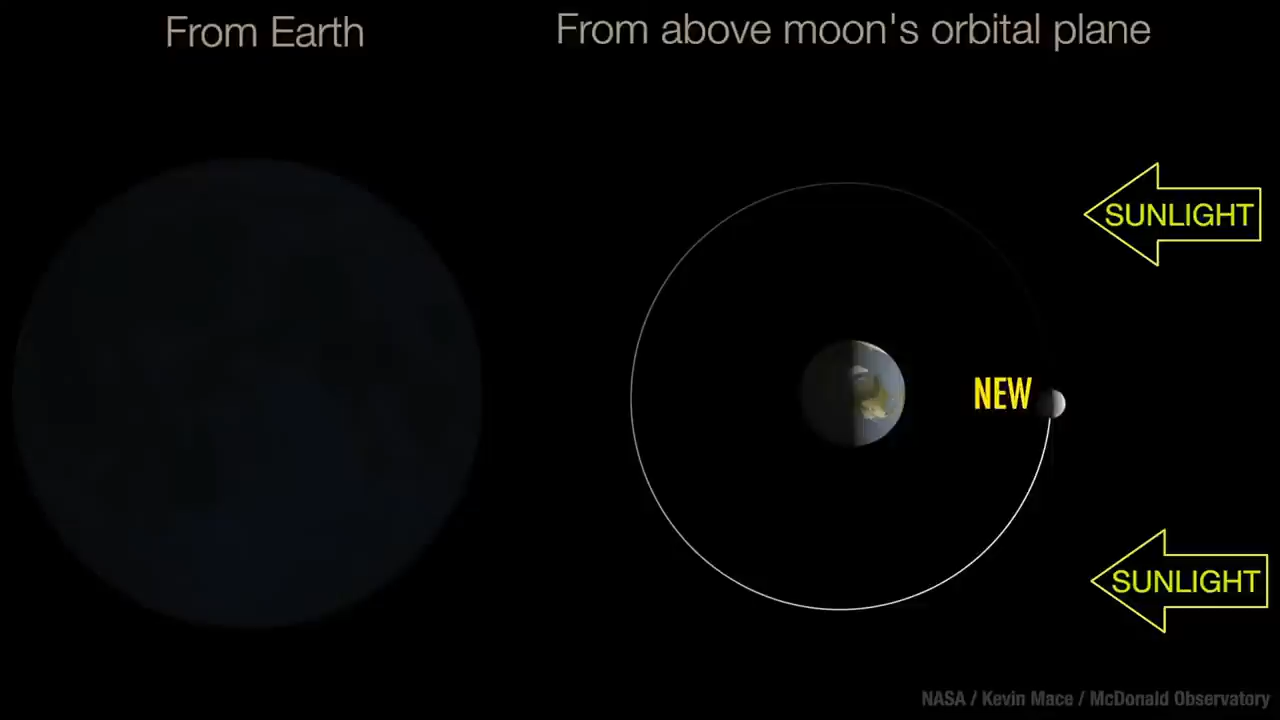 From Earth
From above moon's orbital plane
SUNLIGHT
NEW
SUNLIGHT
NASA / Kevin Mace / McDonald Observatory